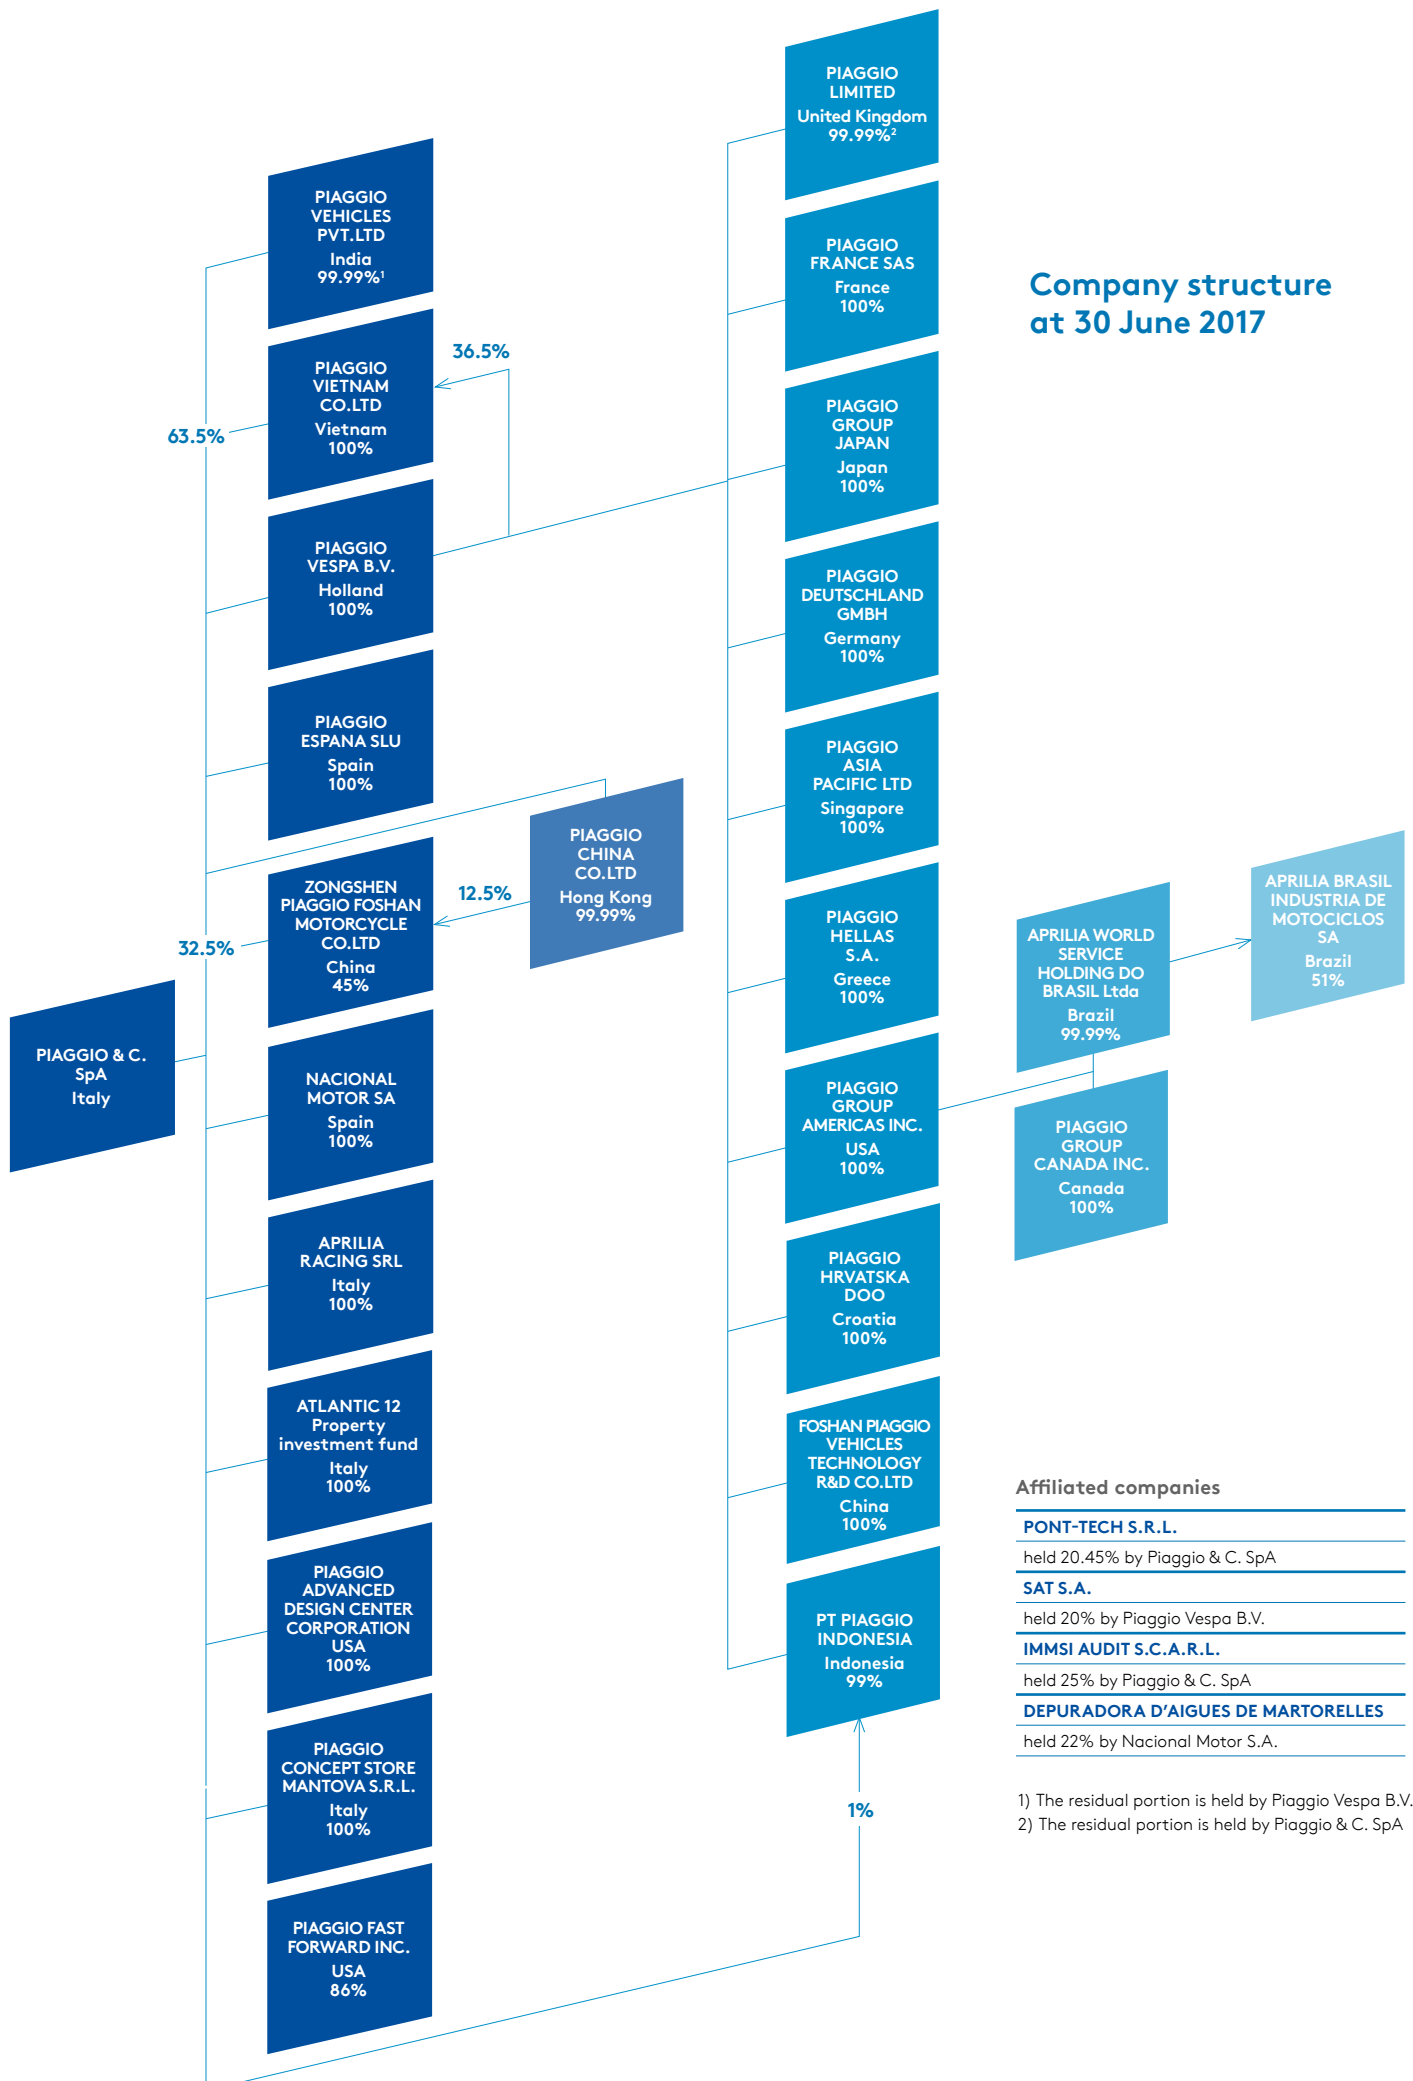 Company structure
at 30 June 2017
PIAGGIO & C.
SpA
Italy
PIAGGIO
VEHICLES
PVT.LTD
India
99.99%¹
63.5%
PIAGGIO
VIETNAM
CO.LTD
Vietnam
100%
36.5%
PIAGGIO
VESPA B.V.
Holland
100%
PIAGGIO
ESPANA SLU
Spain
100%
32.5%
ZONGSHEN
PIAGGIO FOSHAN
MOTORCYCLE
CO.LTD
China
45%
12.5%
PIAGGIO
CHINA
CO.LTD
Hong Kong
99.99%
NACIONAL
MOTOR SA
Spain
100%
APRILIA
RACING SRL
Italy
100%
ATLANTIC 12
Property
investment fund
Italy
100%
PIAGGIO
ADVANCED
DESIGN CENTER
CORPORATION
USA
100%
PIAGGIO
CONCEPT STORE
MANTOVA S.R.L.
Italy
100%
PIAGGIO FAST
FORWARD INC.
USA
86%
PIAGGIO
LIMITED
United Kingdom
99.99%²
PIAGGIO
FRANCE SAS
France
100%
PIAGGIO
GROUP
JAPAN
Japan
100%
PIAGGIO
DEUTSCHLAND
GMBH
Germany
100%
PIAGGIO
ASIA
PACIFIC LTD
Singapore
100%
PIAGGIO
HELLAS
S.A.
Greece
100%
PIAGGIO
GROUP
AMERICAS INC.
USA
100%
PIAGGIO
HRVATSKA
DOO
Croatia
100%
FOSHAN PIAGGIO
VEHICLES
TECHNOLOGY
R&D CO.LTD
China
100%
PT PIAGGIO
INDONESIA
Indonesia
99%
1%
APRILIA WORLD
SERVICE
HOLDING DO
BRASIL Ltda
Brazil
99.99%
PIAGGIO
GROUP
CANADA INC.
Canada
100%
APRILIA BRASIL
INDUSTRIA DE
MOTOCICLOS
SA
Brazil
51%
Affiliated companies
PONT-TECH S.R.L.
held 20.45% by Piaggio & C. SpA
SAT S.A.
held 20% by Piaggio Vespa B.V.
IMMSI AUDIT S.C.A.R.L.
held 25% by Piaggio & C. SpA
DEPURADORA D’AIGUES DE MARTORELLES
held 22% by Nacional Motor S.A.
1) The residual portion is held by Piaggio Vespa B.V.
2) The residual portion is held by Piaggio & C. SpA